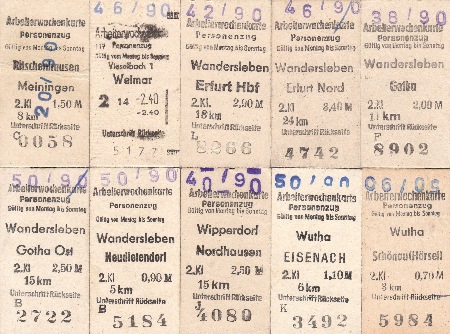 Arbeiterwochenkarte
Personenzug
Gültig von Montag bis Sonntag
20/90
Meiningen
2.Kl 1,50 M
8 km
Unterschrift Rückseite
C
0058
46/90
Arbeiterwochenkarte
Personenzug
Gültig von Montag bis Sonntag
Vieselbach 1
Weimar
2 14 -2.40
-2.40
Unterschrift Rückseite
42/90
Arbeiterwochenkarte
Personenzug
Gültig von Montag bis Sonntag
Wandersleben
Erfurt Hbf
2.Kl 2,90 M
18 km
Unterschrift Rückseite
L
46/90
Arbeiterwochenkarte
Personenzug
Gültig von Montag bis Sonntag
Wandersleben
Erfurt Nord
2.Kl 3,40 M
24 km
Unterschrift Rückseite
4742
38/90
Arbeiterwochenkarte
Personenzug
Gültig von Montag bis Sonntag
Wandersleben
Gotha
2.Kl 2,00 M
km
Unterschrift Rückseite
F
8902
50/90
Arbeiterwochenkarte
Personenzug
Gültig von Montag bis Sonntag
Wandersleben
Gotha Ost
2.Kl 2,50 M
15 km
Unterschrift Rückseite
B
2722
50/90
Arbeiterwochenkarte
Personenzug
Gültig von Montag bis Sonntag
Wandersleben
Neudietendorf
2.Kl 0,90 M
5 km
Unterschrift Rückseite
B
5184
40/90
Arbeiterwochenkarte
Personenzug
Gültig von Montag bis Sonntag
Wipperdorf
Nordhausen
2.Kl 2,50 M
15 km
Unterschrift Rückseite
J
4089
50/90
Arbeiterwochenkarte
Personenzug
Gültig von Montag bis Sonntag
Wutha
EISENACH
2.Kl 1,10 M
6 km
Unterschrift Rückseite
K
3492
06/09
Arbeiterwochenkarte
Personenzug
Gültig von Montag bis Sonntag
Wutha
Schönau(Hörsel)
2.Kl 0,70 M
3 km
Unterschrift Rückseite
5984